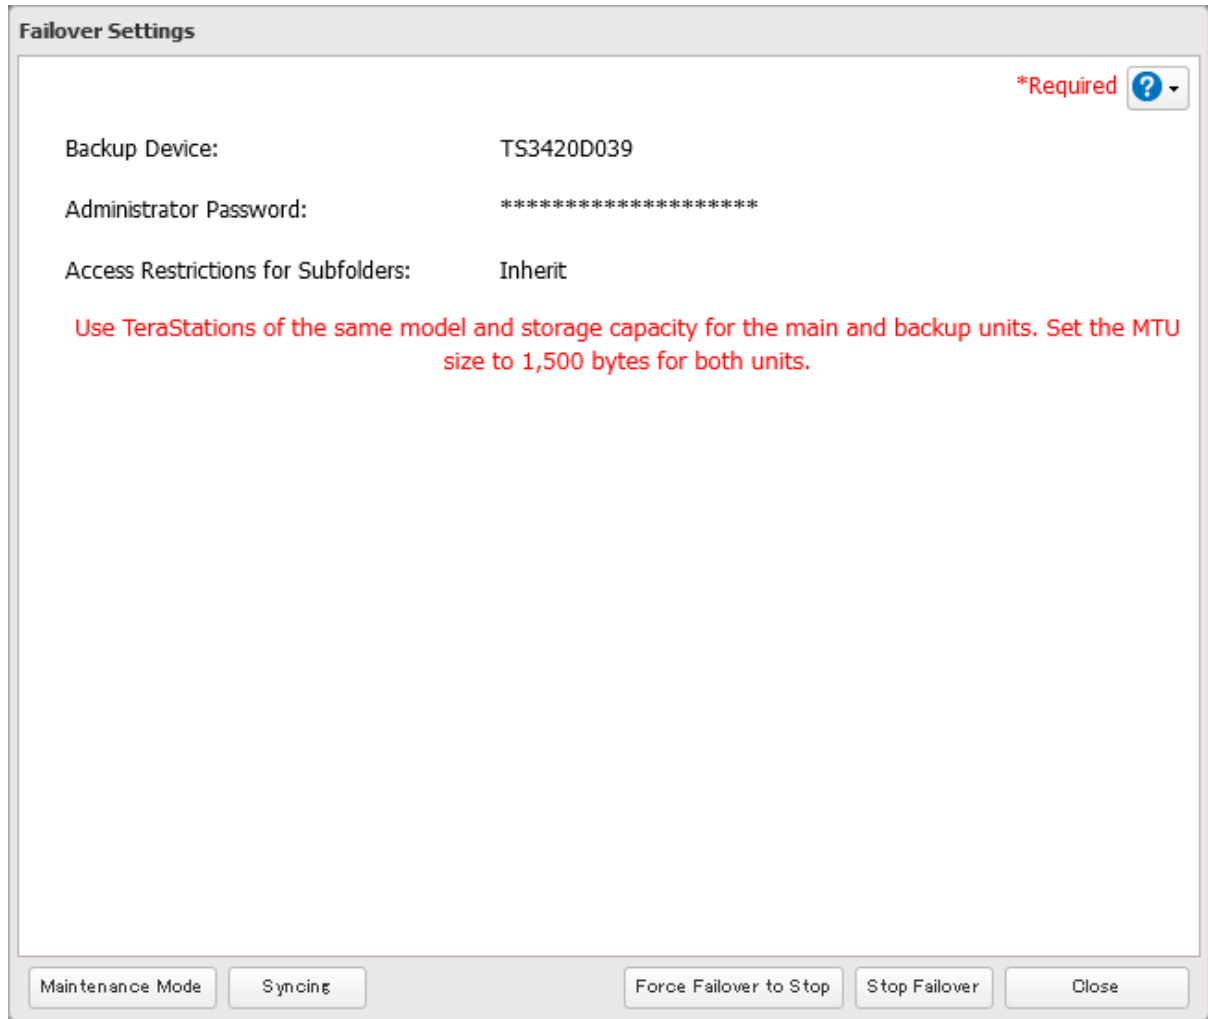 Failover Settings
*Required
Backup Device: TS3420D039
Administrator Password: ********************
Access Restrictions for Subfolders: Inherit
Use TeraStations of the same model and storage capacity for the main and backup units. Set the MTU
size to 1,500 bytes for both units.
Maintenance Mode Syncing Force Failover to Stop Stop Failover Close